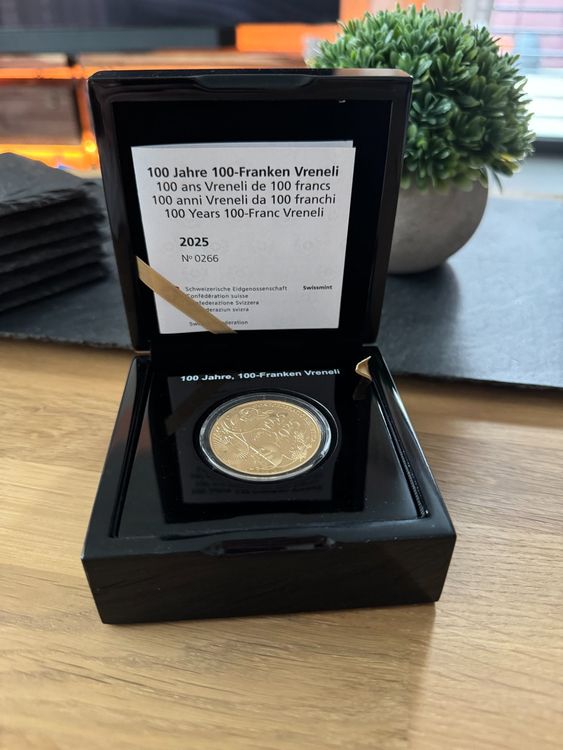 100 Jahre 100-Franken Vreneli
100 ans Vreneli de 100 francs
100 anni Vreneli da 100 franchi
100 Years 100-Franc Vreneli
2025
Nº 0266
Schweizerische Eidgenossenschaft Swissmint
Confédération suisse
Confederazione Svizzera
svizra
100 Jahre, 100-Franken Vreneli
2025